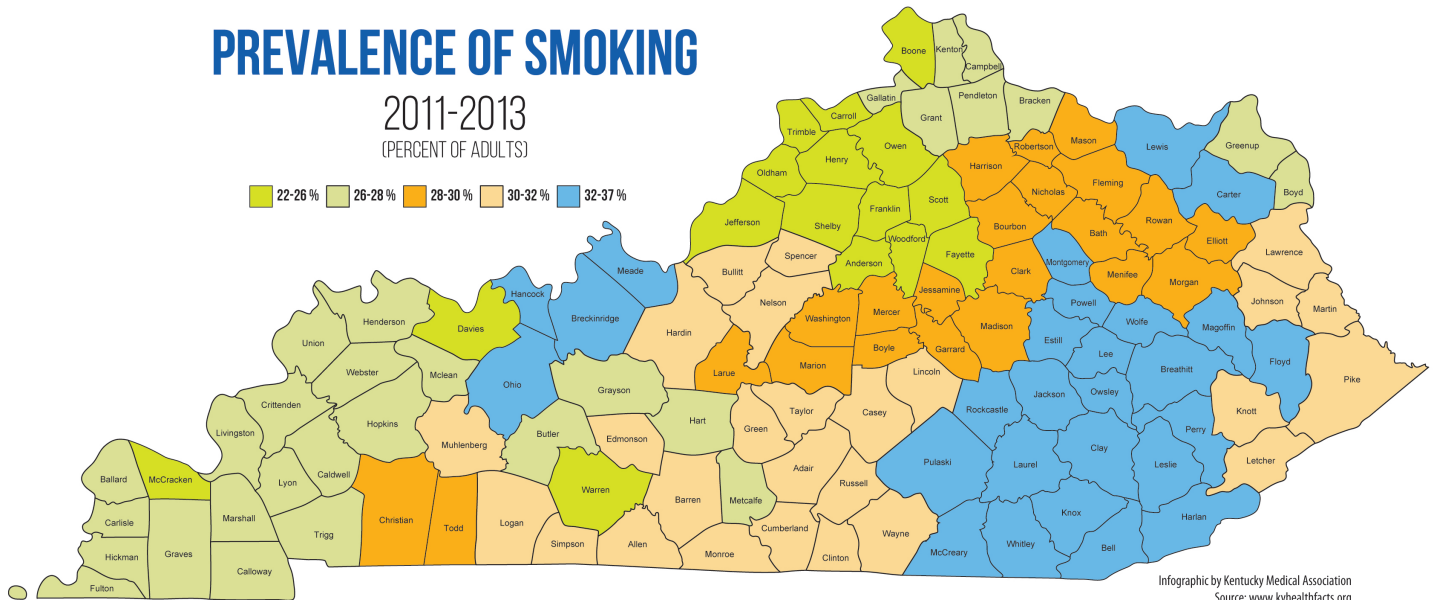 PREVALENCE OF SMOKING
2011-2013
(PERCENT OF ADULTS)
22-26 %
26-28 %
28-30 %
30-32 %
32-37 %
Boone
Kenton
Campbell
Gallatin
Pendleton
Bracken
Grant
Carroll
Trimble
Owen
Henry
Oldham
Mason
Robertson
Lewis
Greenup
Harrison
Nicholas
Fleming
Carter
Boyd
Jefferson
Shelby
Franklin
Scott
Bourbon
Bath
Rowan
Elliott
Woodford
Fayette
Anderson
Spencer
Bullitt
Clark
Montgomery
Menifee
Morgan
Lawrence
Meade
Hancock
Breckinridge
Nelson
Jessamine
Powell
Johnson
Martin
Washington
Mercer
Madison
Wolfe
Magoffin
Davies
Henderson
Union
Hardin
Boyle
Garrard
Estill
Lee
Floyd
Webster
Mclean
Ohio
Grayson
Larue
Marion
Lincoln
Breathitt
Pike
Crittenden
Hopkins
Hart
Taylor
Casey
Rockcastle
Jackson
Owsley
Knott
Livingston
Muhlenberg
Butler
Edmonson
Green
Perry
Caldwell
Lyon
Adair
Pulaski
Laurel
Clay
Leslie
Letcher
Ballard
McCracken
Warren
Barren
Metcalfe
Russell
Carlisle
Marshall
Christian
Todd
Logan
Cumberland
Wayne
Knox
Harlan
Hickman
Graves
Trigg
Simpson
Allen
Monroe
Clinton
McCreary
Whitley
Bell
Fulton
Calloway
Infographic by Kentucky Medical Association
Source: www.kyhealthfacts.org